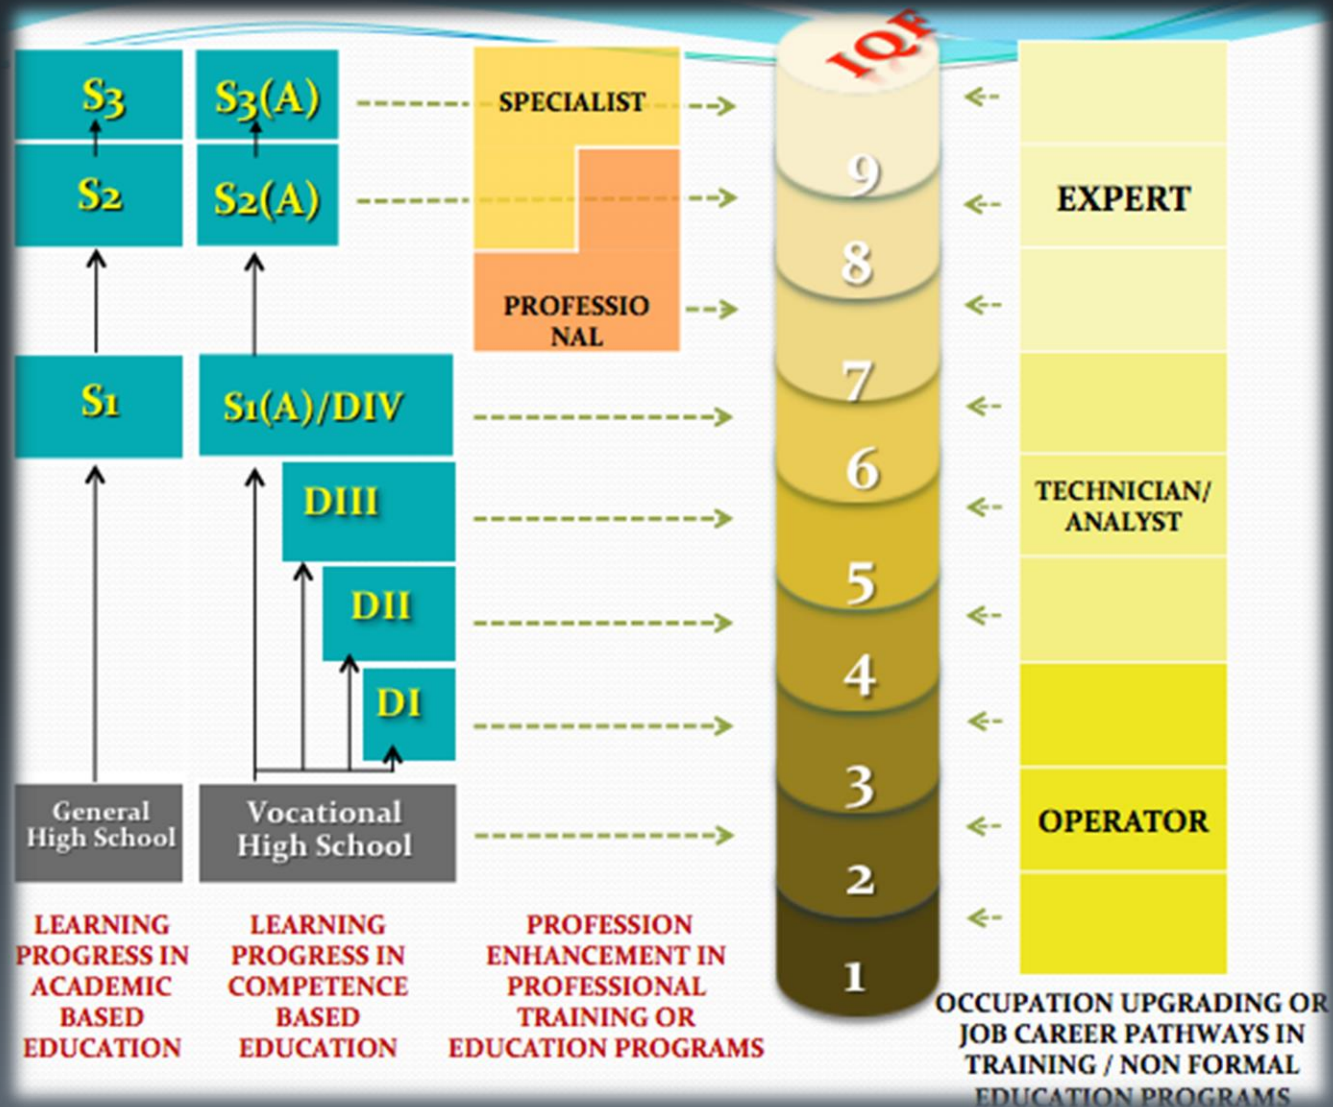 IQF
S3
S3(A)
SPECIALIST
S2
S2(A)
PROFESSIO
NAL
S1
S1(A)/DIV
DIII
DII
DI
General
High School
Vocational
High School
9
8
7
6
5
4
3
2
1
EXPERT
TECHNICIAN/
ANALYST
OPERATOR
LEARNING
PROGRESS IN
ACADEMIC
BASED
EDUCATION
LEARNING
PROGRESS IN
COMPETENCE
BASED
EDUCATION
PROFESSION
ENHANCEMENT IN
PROFESSIONAL
TRAINING OR
EDUCATION PROGRAMS
OCCUPATION UPGRADING OR
JOB CAREER PATHWAYS IN
TRAINING / NON FORMAL
EDUCATION PROGRAMS